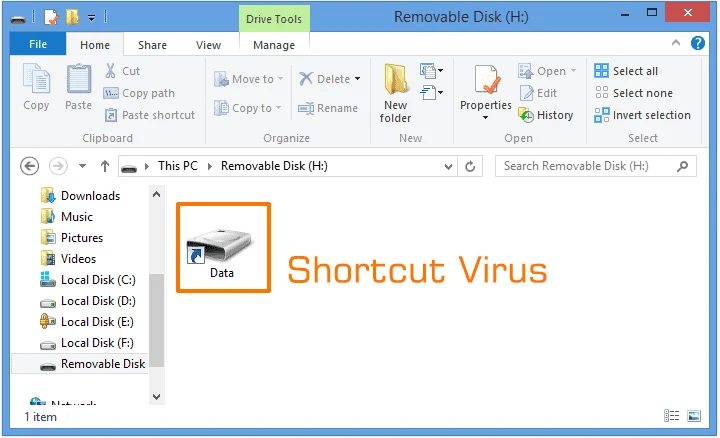 Drive Tools
Removable Disk (H:)
File Home Share View Manage
Copy
Paste
Cut
Copy path
Paste shortcut
Clipboard
Move to
Copy to
Delete
Rename
Organize
New folder
New
Properties
Open
Edit
History
Open
Select all
Select none
Invert selection
Select
This PC Removable Disk (H:)
Search Removable Disk (H:)
Downloads
Music
Pictures
Videos
Local Disk (C:)
Local Disk (D:)
Local Disk (E:)
Local Disk (F:)
Removable Disk
Data
Shortcut Virus
1 item